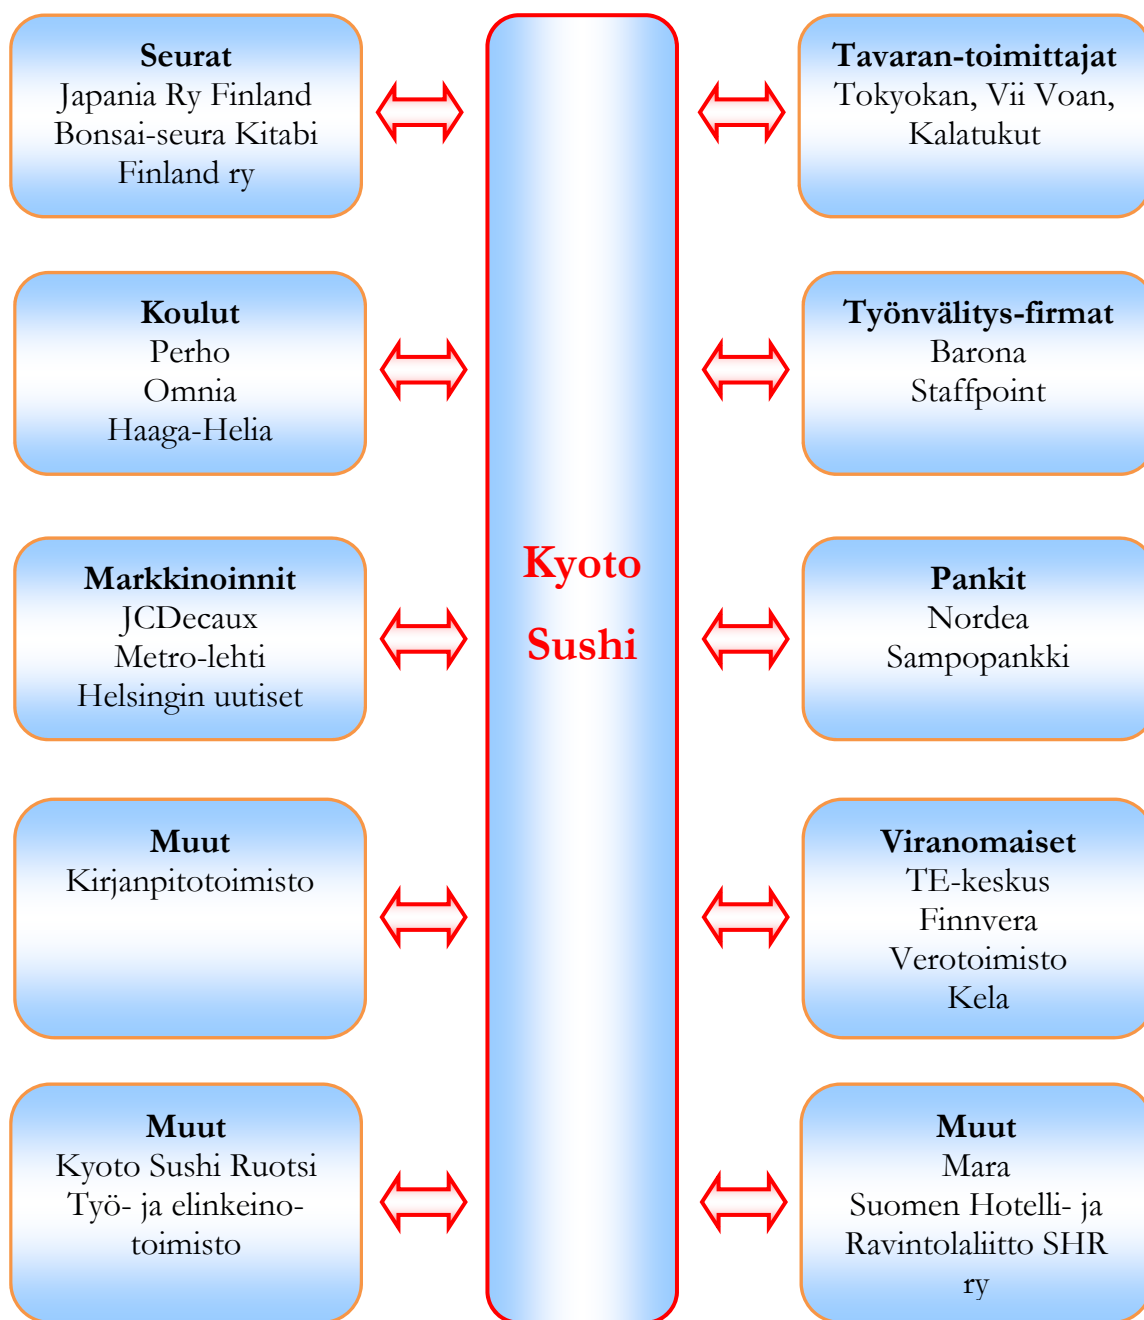 Seurat
Japania Ry Finland
Bonsai-seura Kitabi
Finland ry
Tavaran-toimittajat
Tokyokan, Vii Voan,
Kalatukut
Koulut
Perho
Omnia
Haaga-Helia
Työnvälitys-firmat
Barona
Staffpoint
Kyoto
Sushi
Markkinoinnit
JCDecaux
Metro-lehti
Helsingin uutiset
Pankit
Nordea
Sampopankki
Muut
Kirjanpitotoimisto
Viranomaiset
TE-keskus
Finnvera
Verotoimisto
Kela
Muut
Kyoto Sushi Ruotsi
Työ- ja elinkeino-
toimisto
Muut
Mara
Suomen Hotelli- ja
Ravintolaliitto SHR
ry